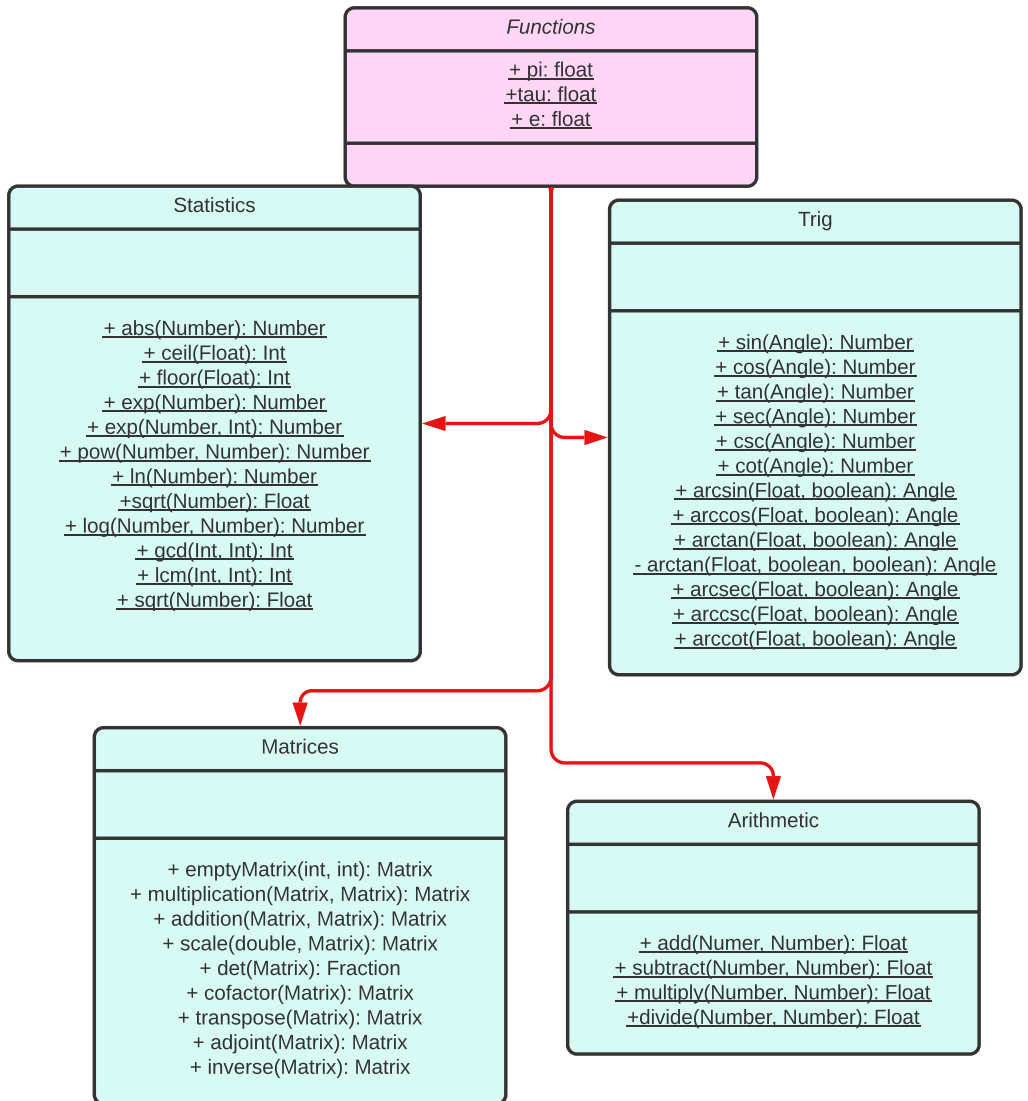 Functions
+ pi: float
+tau: float
+ e: float
Statistics
+ abs(Number): Number
+ ceil(Float): Int
+ floor(Float): Int
+ exp(Number): Number
+ exp(Number, Int): Number
+ pow(Number, Number): Number
+ ln(Number): Number
+sqrt(Number): Float
+ log(Number, Number): Number
+ gcd(Int, Int): Int
+ lcm(Int, Int): Int
+ sqrt(Number): Float
Trig
+ sin(Angle): Number
+ cos(Angle): Number
+ tan(Angle): Number
+ sec(Angle): Number
+ csc(Angle): Number
+ cot(Angle): Number
+ arcsin(Float, boolean): Angle
+ arccos(Float, boolean): Angle
+ arctan(Float, boolean): Angle
- arctan(Float, boolean, boolean): Angle
+ arcsec(Float, boolean): Angle
+ arccsc(Float, boolean): Angle
+ arccot(Float, boolean): Angle
Matrices
+ emptyMatrix(int, int): Matrix
+ multiplication(Matrix, Matrix): Matrix
+ addition(Matrix, Matrix): Matrix
+ scale(double, Matrix): Matrix
+ det(Matrix): Fraction
+ cofactor(Matrix): Matrix
+ transpose(Matrix): Matrix
+ adjoint(Matrix): Matrix
+ inverse(Matrix): Matrix
Arithmetic
+ add(Numer, Number): Float
+ subtract(Number, Number): Float
+ multiply(Number, Number): Float
+divide(Number, Number): Float